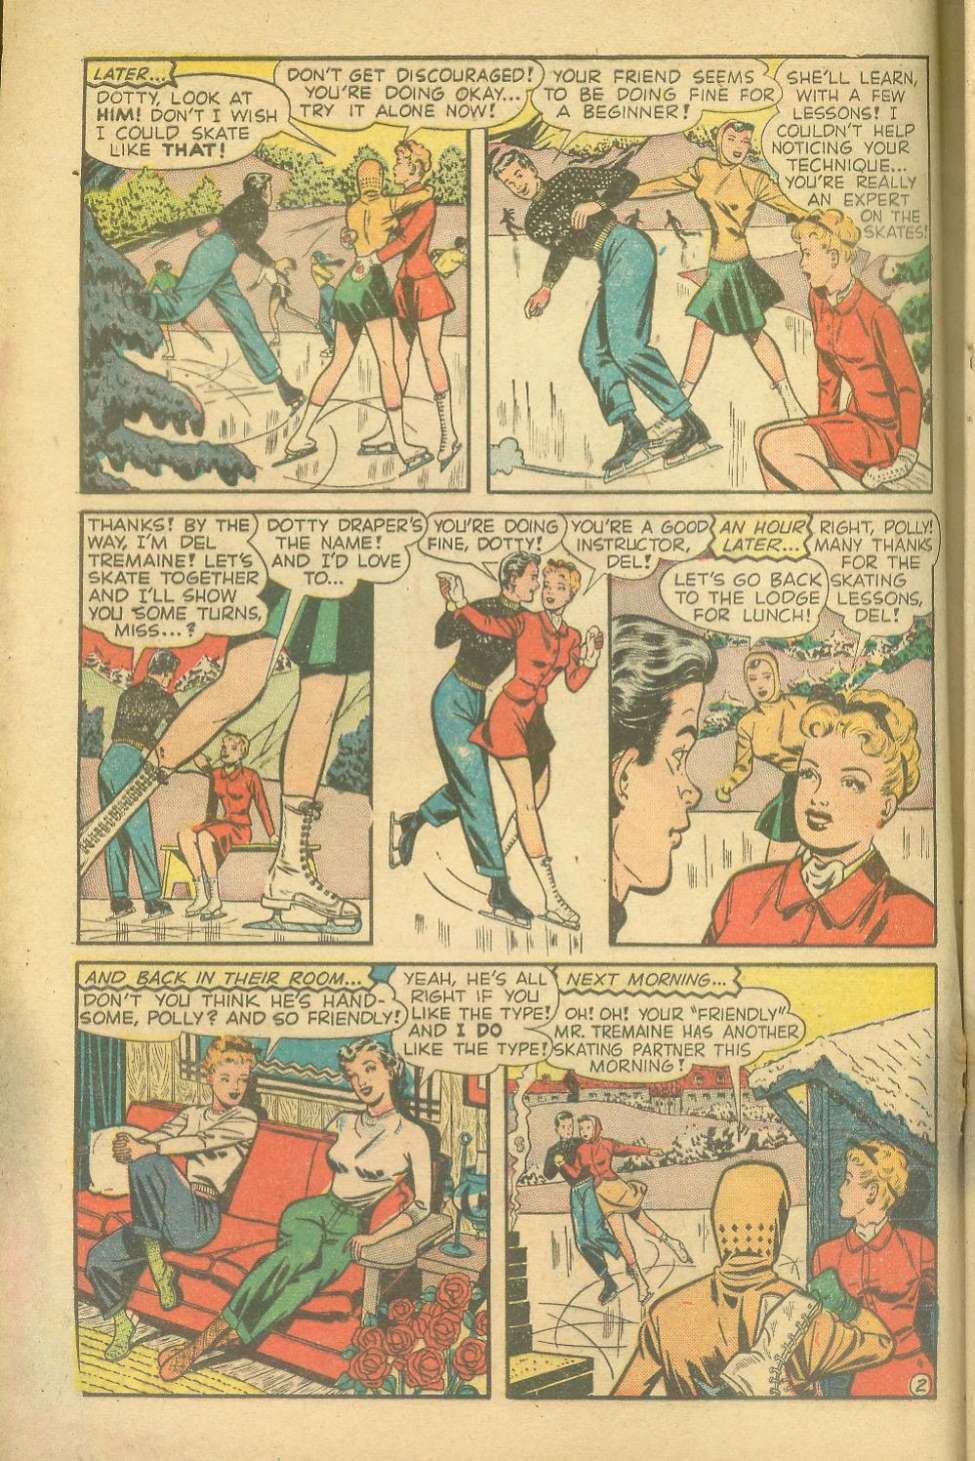 LATER...
DOTTY, LOOK AT
HIM! DON'T I WISH
I COULD SKATE
LIKE THAT!
DON'T GET DISCOURAGED!
YOU'RE DOING OKAY...
TRY IT ALONE NOW!
YOUR FRIEND SEEMS
TO BE DOING FINE FOR
A BEGINNER!
SHE'LL LEARN,
WITH A FEW
LESSONS! I
COULDN'T HELP
NOTICING YOUR
TECHNIQUE...
YOU'RE REALLY
AN EXPERT
ON THE
SKATES!
THANKS! BY THE
WAY, I'M DEL
TREMAINE! LET'S
SKATE TOGETHER
AND I'LL SHOW
YOU SOME TURNS,
MISS...?
DOTTY DRAPER'S
THE NAME!
AND I'D LOVE
TO...
YOU'RE DOING
FINE, DOTTY!
YOU'RE A GOOD
INSTRUCTOR,
DEL!
AN HOUR
LATER...
LET'S GO BACK
TO THE LODGE
FOR LUNCH!
RIGHT, POLLY!
MANY THANKS
FOR THE
SKATING
LESSONS,
DEL!
AND BACK IN THEIR ROOM...
DON'T YOU THINK HE'S HAND-
SOME, POLLY? AND SO FRIENDLY!
YEAH, HE'S ALL
RIGHT IF YOU
LIKE THE TYPE!
AND I DO
LIKE THE TYPE!
NEXT MORNING...
OH! OH! YOUR "FRIENDLY"
MR. TREMAINE HAS ANOTHER
SKATING PARTNER THIS
MORNING!
2